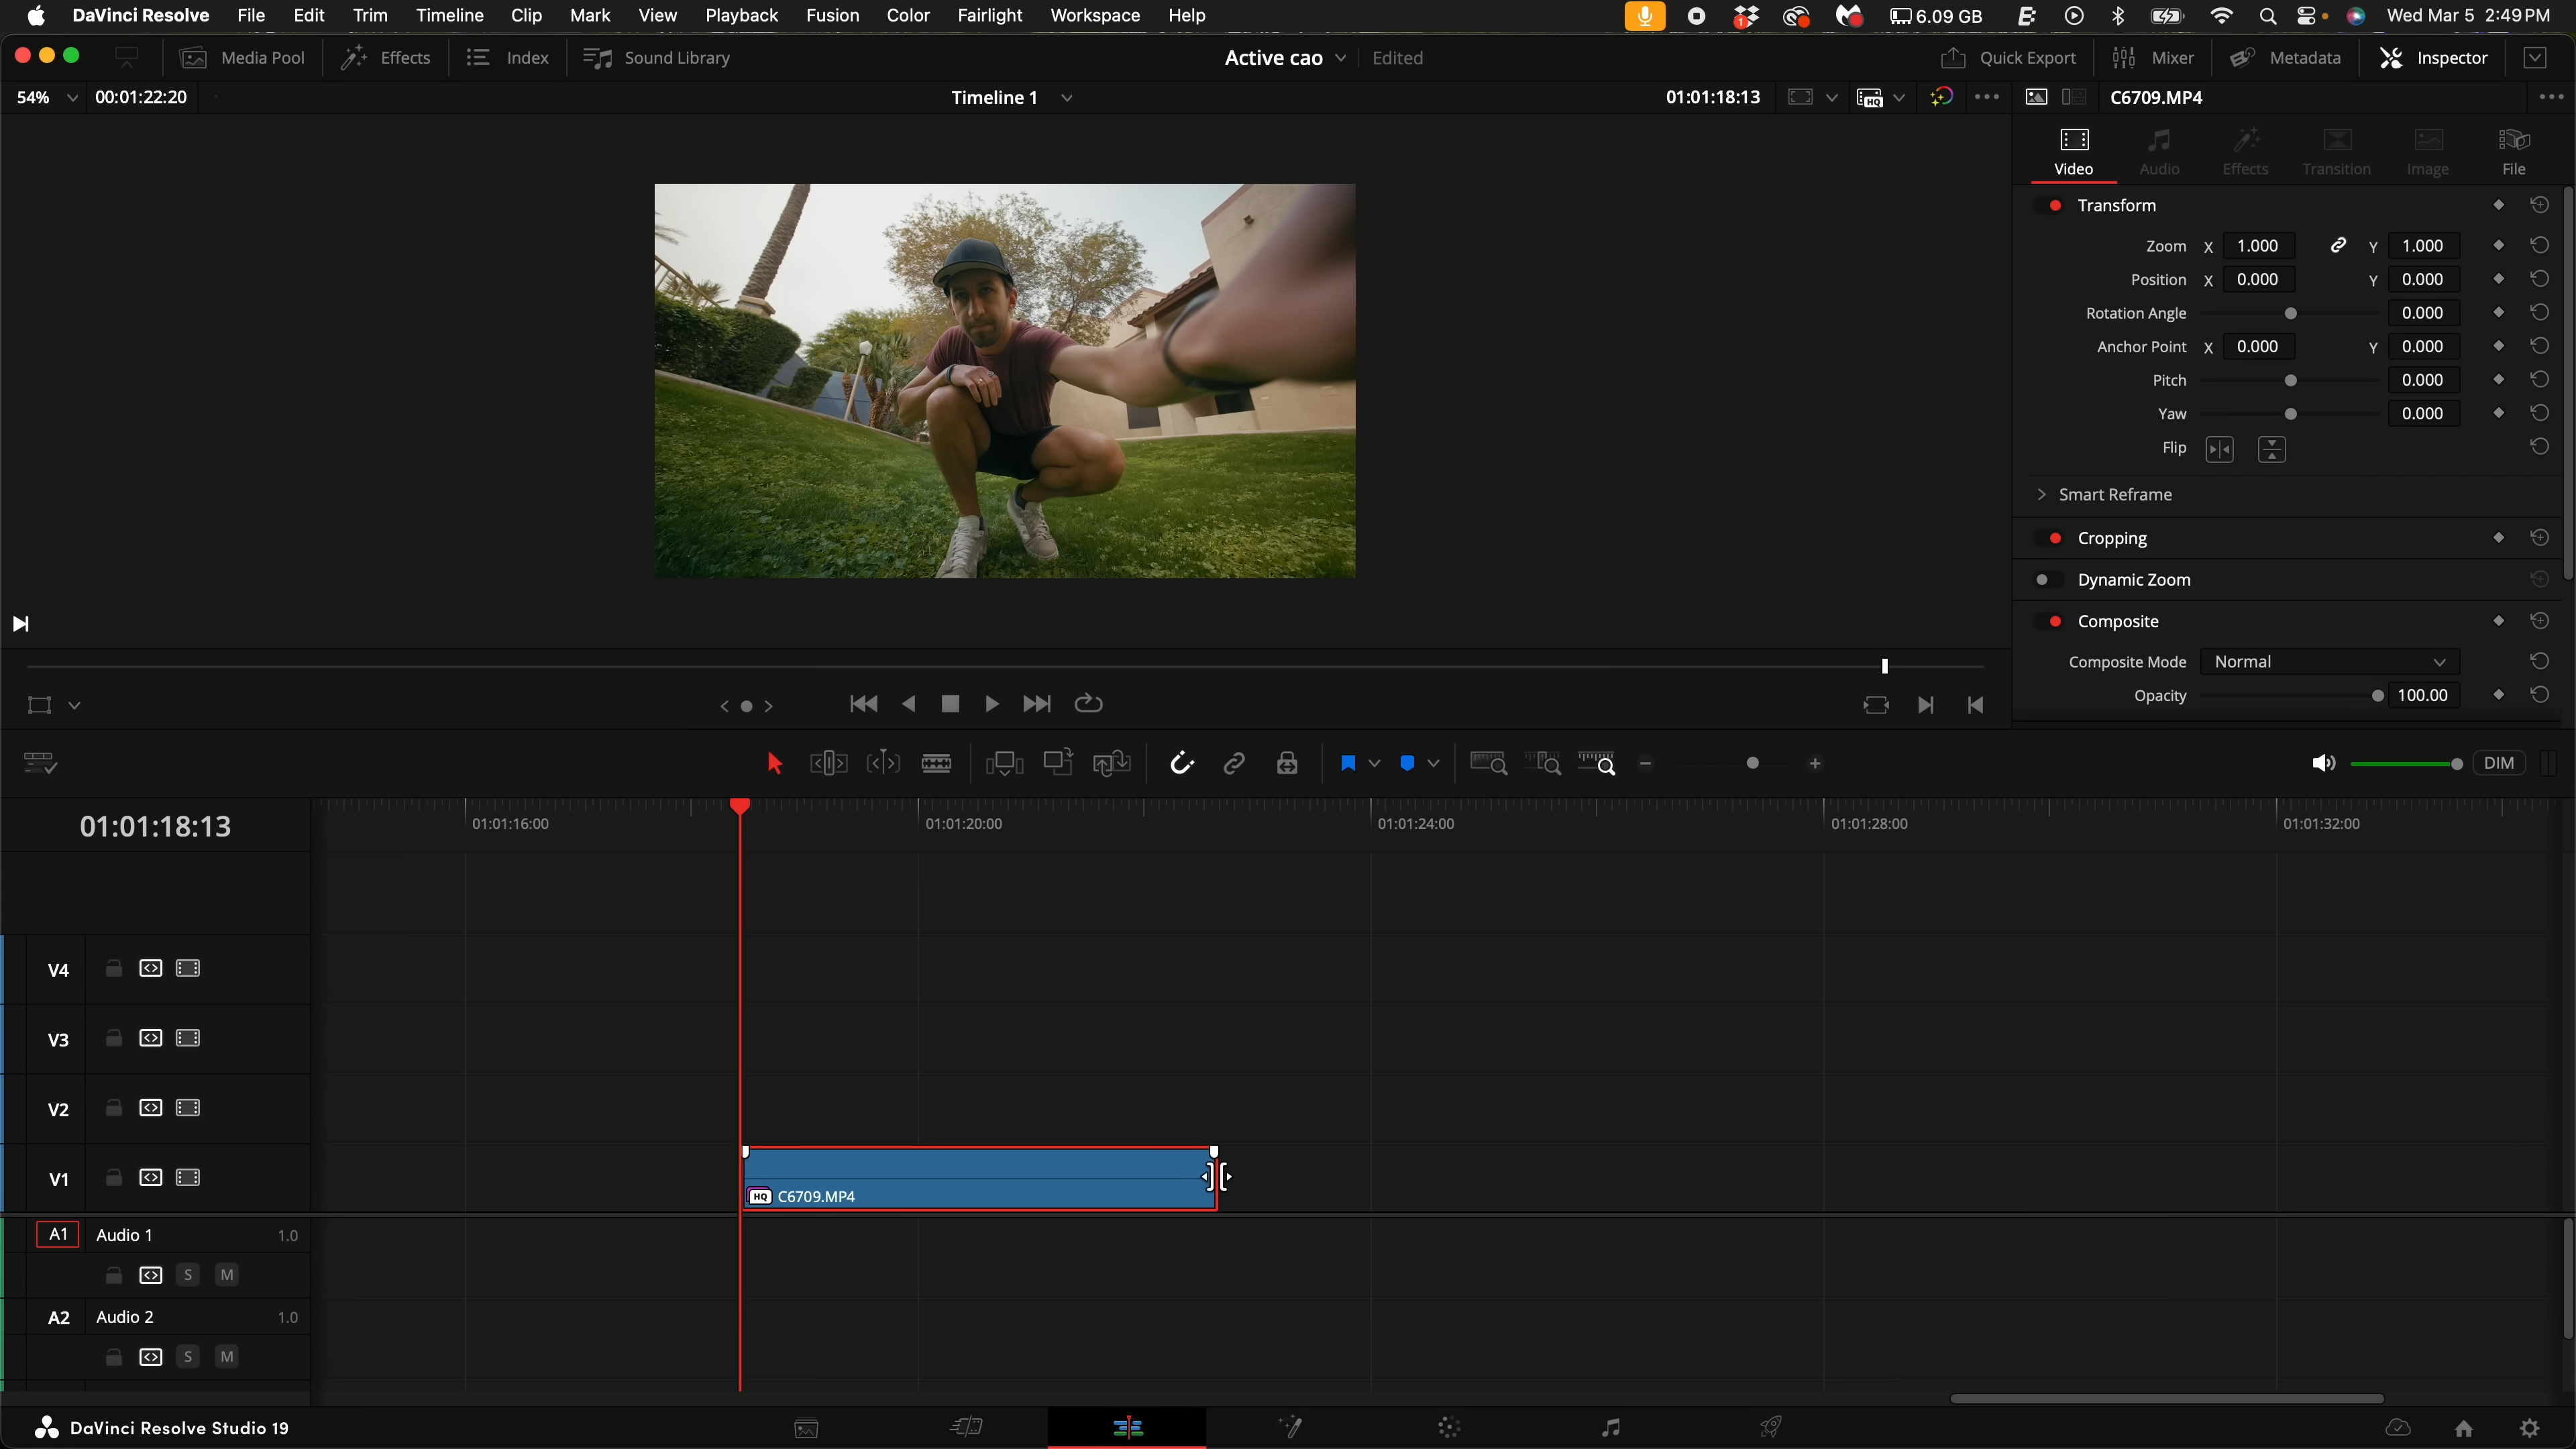 DaVinci Resolve File Edit Trim Timeline Clip Mark View Playback Fusion Color Fairlight Workspace Help 1 6.09 GB Wed Mar 5 2:49 PM
Media Pool Effects Index Sound Library Active cao Edited Quick Export Mixer Metadata Inspector
54% 00:01:22:20 Timeline 1 01:01:18:13 HQ C6709.MP4
Video Audio Effects Transition Image File
Transform
Zoom X 1.000 Y 1.000
Position X 0.000 Y 0.000
Rotation Angle 0.000
Anchor Point X 0.000 Y 0.000
Pitch 0.000
Yaw 0.000
Flip
Smart Reframe
Cropping
Dynamic Zoom
Composite
Composite Mode Normal
Opacity 100.00
DIM
01:01:18:13 01:01:16:00 01:01:20:00 01:01:24:00 01:01:28:00 01:01:32:00
V4
V3
V2
V1
HQ C6709.MP4
A1 Audio 1 1.0
S M
A2 Audio 2 1.0
S M
DaVinci Resolve Studio 19